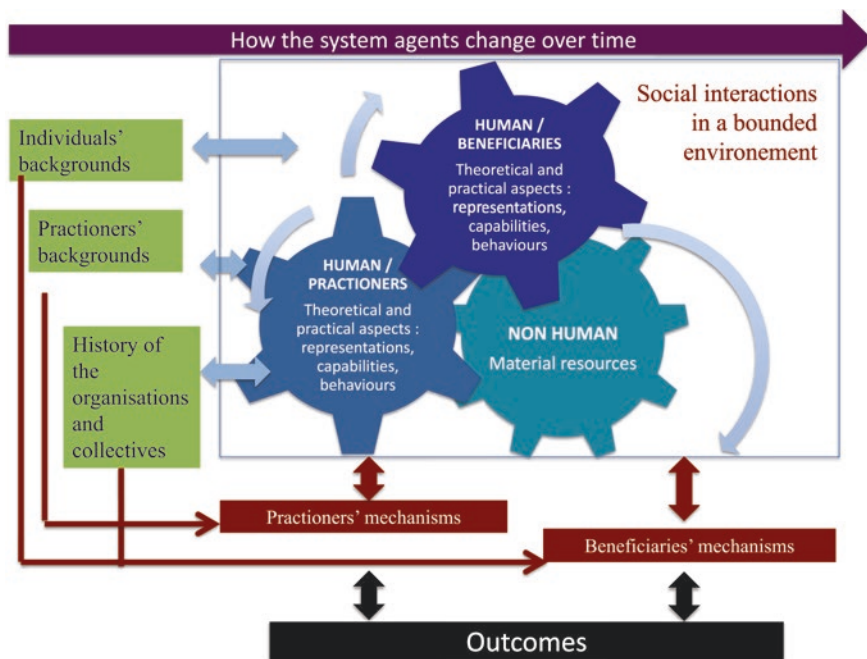 How the system agents change over time
Social interactions
in a bounded
environement
Individuals'
backgrounds
Practioners'
backgrounds
History of
the
organisations
and
collectives
HUMAN /
BENEFICIARIES
Theoretical and
practical aspects :
representations,
capabilities,
behaviours
HUMAN /
PRACTIONERS
Theoretical and
practical aspects :
representations,
capabilities,
behaviours
NON HUMAN
Material resources
Practioners' mechanisms
Beneficiaries' mechanisms
Outcomes